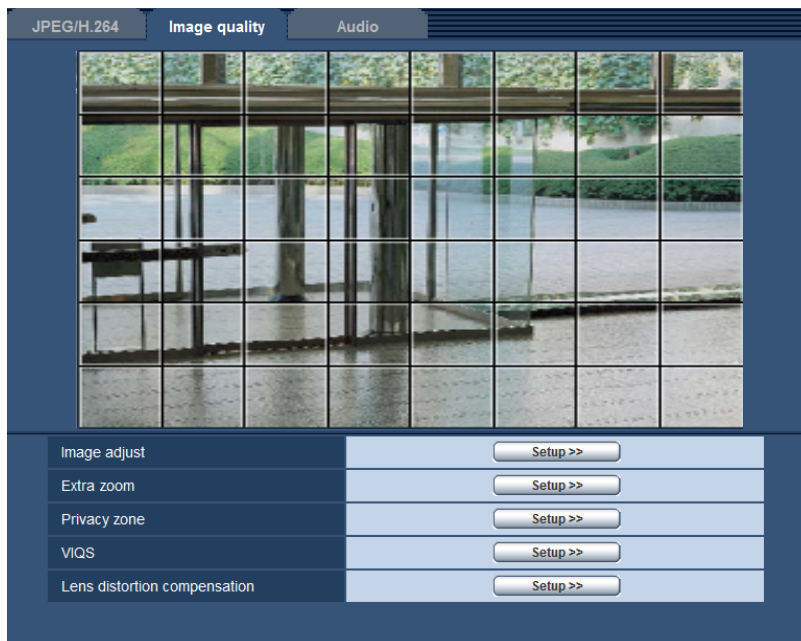 JPEG/H.264 Image quality Audio
Image adjust Setup >>
Extra zoom Setup >>
Privacy zone Setup >>
VIQS Setup >>
Lens distortion compensation Setup >>